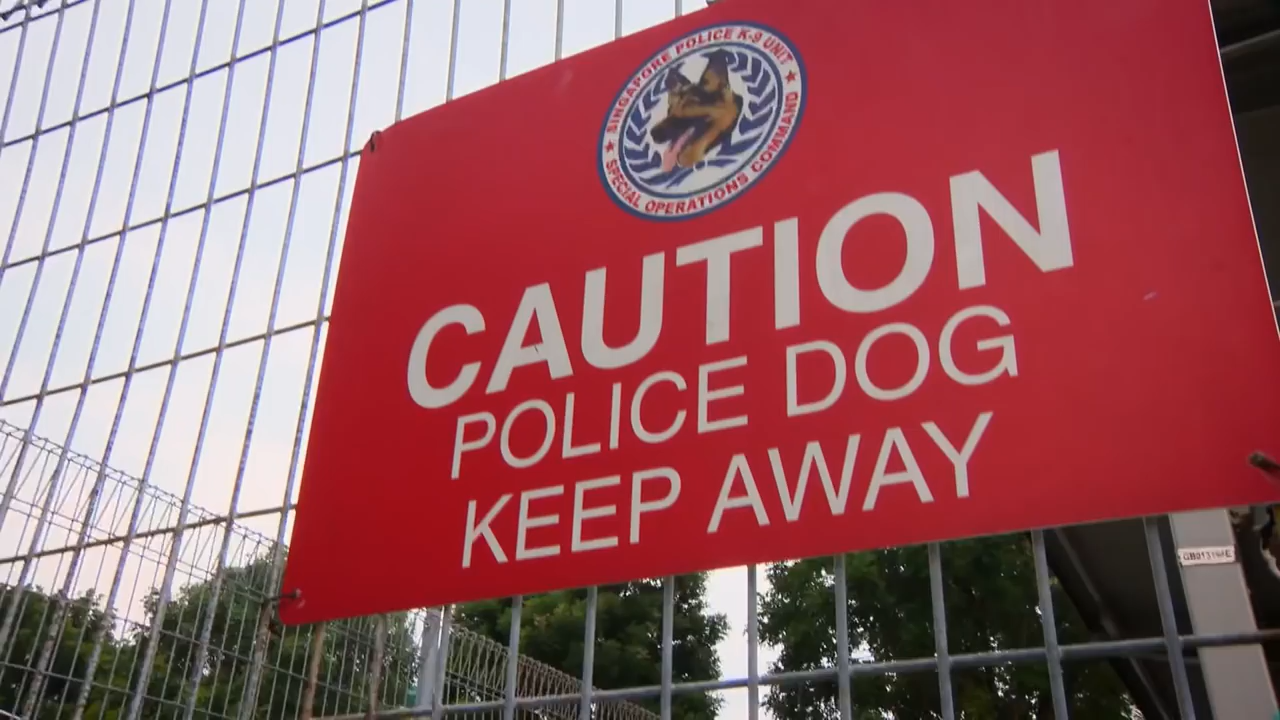 SINGAPORE POLICE K-9 UNIT
SPECIAL OPERATIONS COMMAND
CAUTION
POLICE DOG
KEEP AWAY